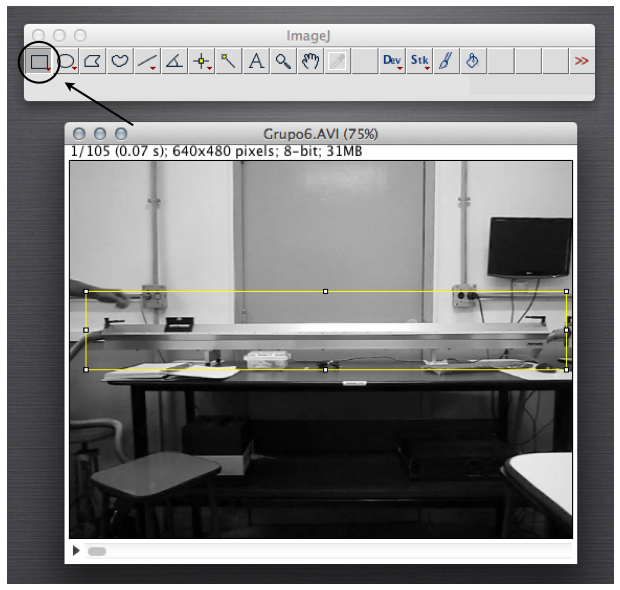 ImageJ
A Dev Stk >>
Grupo6.AVI (75%)
1/105 (0.07 s); 640x480 pixels; 8-bit; 31MB